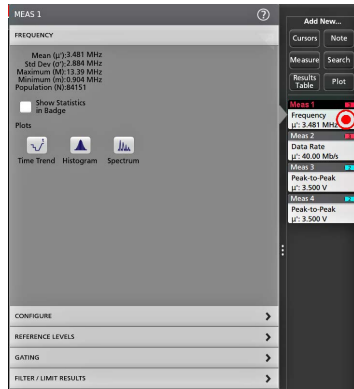 MEAS 1
?
FREQUENCY
Mean (µ'):3.481 MHz
Std Dev (σ'):2.884 MHz
Maximum (M):13.39 MHz
Minimum (m):0.904 MHz
Population (N):84151
Show Statistics
in Badge
Plots
Time Trend Histogram Spectrum
CONFIGURE
REFERENCE LEVELS
GATING
FILTER / LIMIT RESULTS
Add New...
Cursors Note
Measure Search
Results Table Plot
Meas 1
Frequency
µ': 3.481 MHz
Meas 2
Data Rate
µ': 40.00 Mb/s
Meas 3
Peak-to-Peak
µ': 3.500 V
Meas 4
Peak-to-Peak
µ': 3.500 V